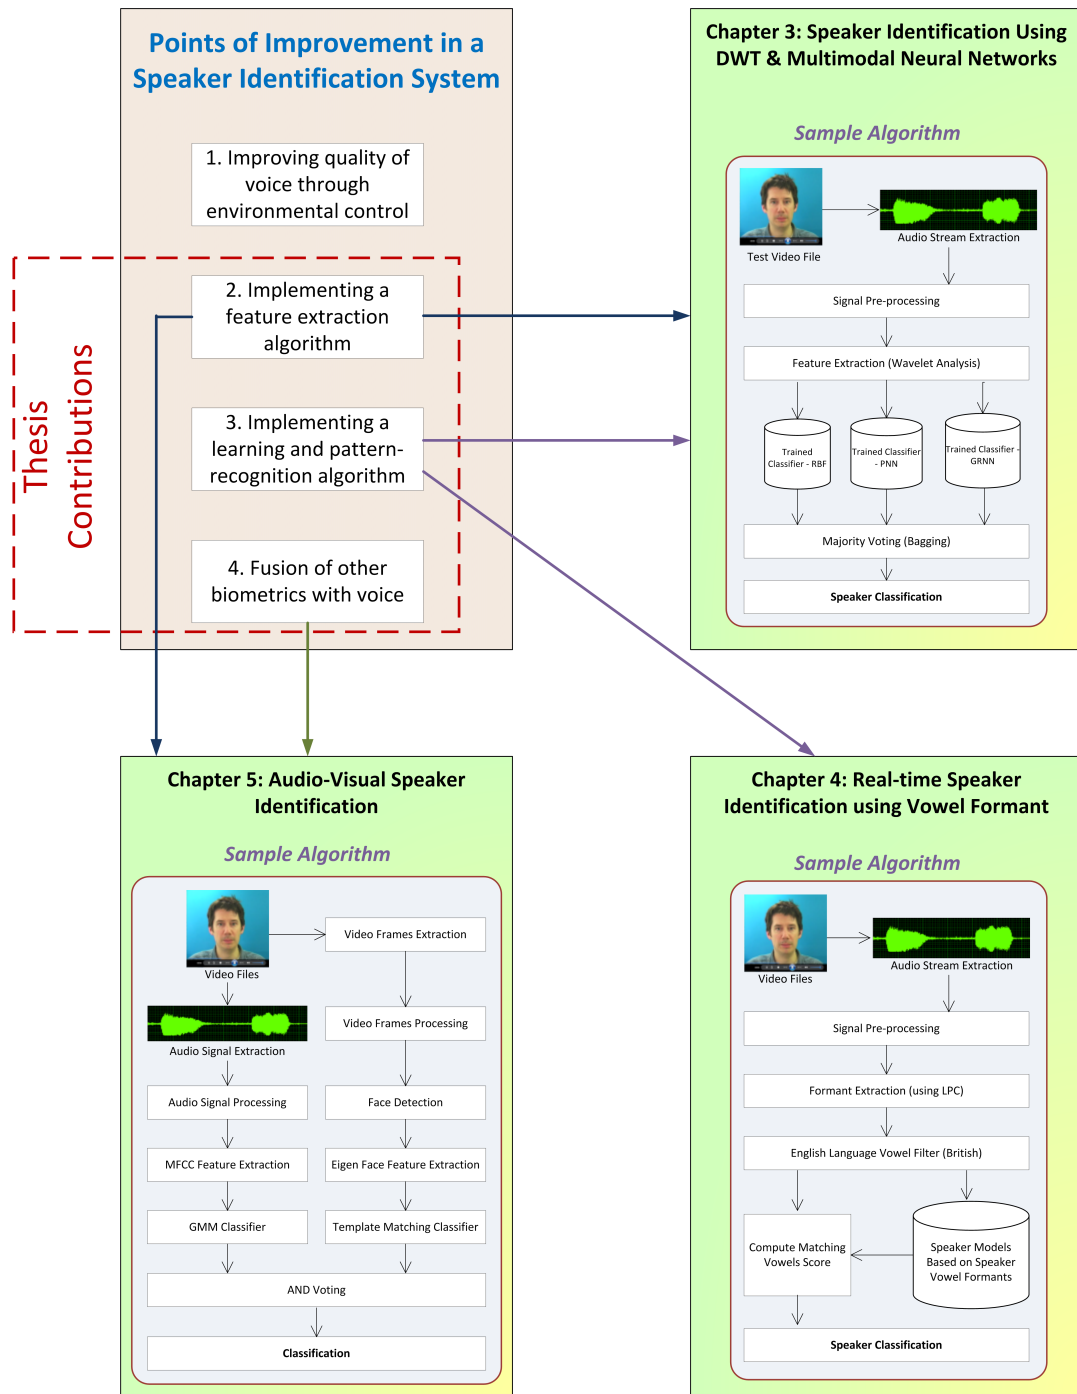 Points of Improvement in a
Speaker Identification System
1. Improving quality of
voice through
environmental control
2. Implementing a
feature extraction
algorithm
3. Implementing a
learning and pattern-
recognition algorithm
4. Fusion of other
biometrics with voice
Thesis
Contributions
Chapter 3: Speaker Identification Using
DWT & Multimodal Neural Networks
Sample Algorithm
Test Video File
Audio Stream Extraction
Signal Pre-processing
Feature Extraction (Wavelet Analysis)
Trained
Classifier - RBF
Trained Classifier
- PNN
Trained Classifier -
GRNN
Majority Voting (Bagging)
Speaker Classification
Chapter 5: Audio-Visual Speaker
Identification
Sample Algorithm
Video Files
Video Frames Extraction
Audio Signal Extraction
Video Frames Processing
Audio Signal Processing
Face Detection
MFCC Feature Extraction
Eigen Face Feature Extraction
GMM Classifier
Template Matching Classifier
AND Voting
Classification
Chapter 4: Real-time Speaker
Identification using Vowel Formant
Sample Algorithm
Video Files
Audio Stream Extraction
Signal Pre-processing
Formant Extraction (using LPC)
English Language Vowel Filter (British)
Compute Matching
Vowels Score
Speaker Models
Based on Speaker
Vowel Formants
Speaker Classification